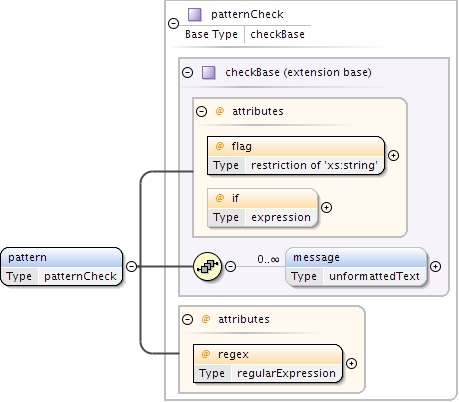 patternCheck
Base Type checkBase
checkBase (extension base)
@ attributes
@ flag
Type restriction of 'xs:string'
@ if
Type expression
pattern
Type patternCheck
0..∞
message
Type unformattedText
@ attributes
@ regex
Type regularExpression